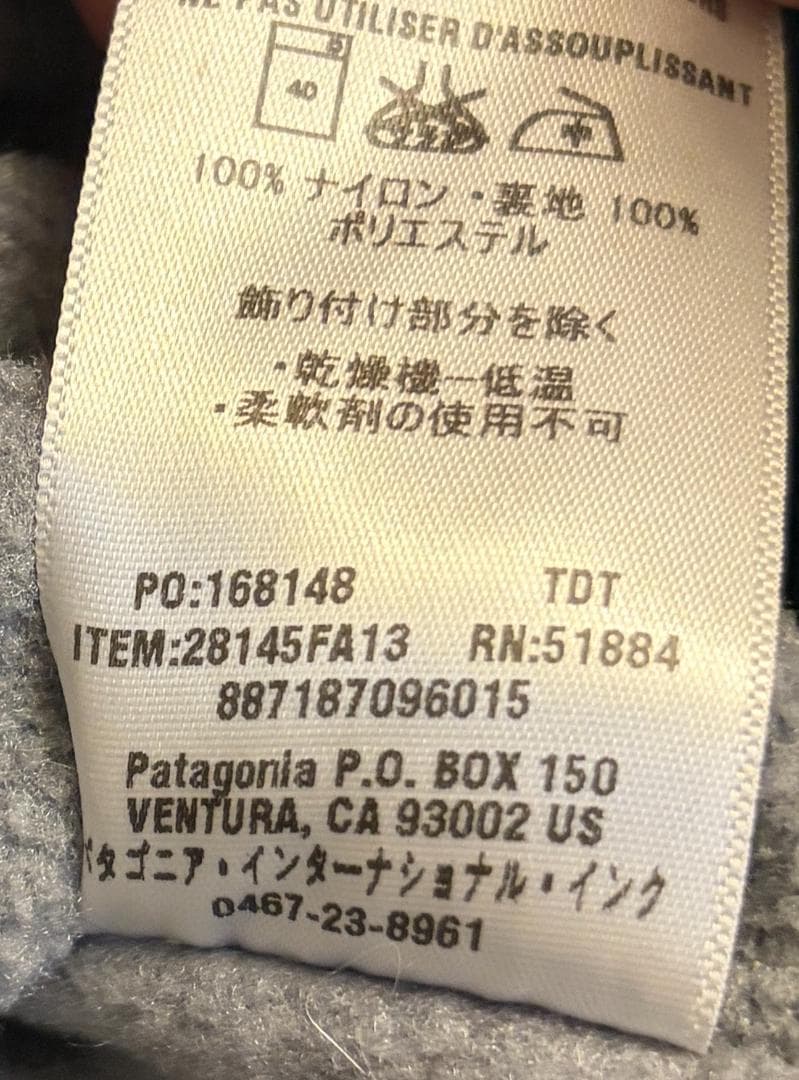 NE PAS UTILISER D'ASSOUPLISSANT
40
100% ナイロン・裏地 100%
ポリエステル
飾り付け部分を除く
・乾燥機ー低温
・柔軟剤の使用不可
PO:168148 TDT
ITEM:28145FA13 RN:51884
887187096015
Patagonia P.O. BOX 150
VENTURA, CA 93002 US
パタゴニア・インターナショナル・インク
0467-23-8961